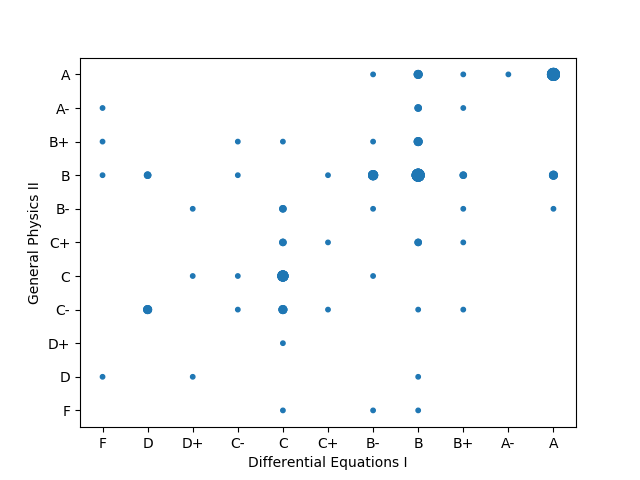 General Physics II
A
A-
B+
B
B-
C+
C
C-
D+
D
F
F D D+ C- C C+ B- B B+ A- A
Differential Equations I